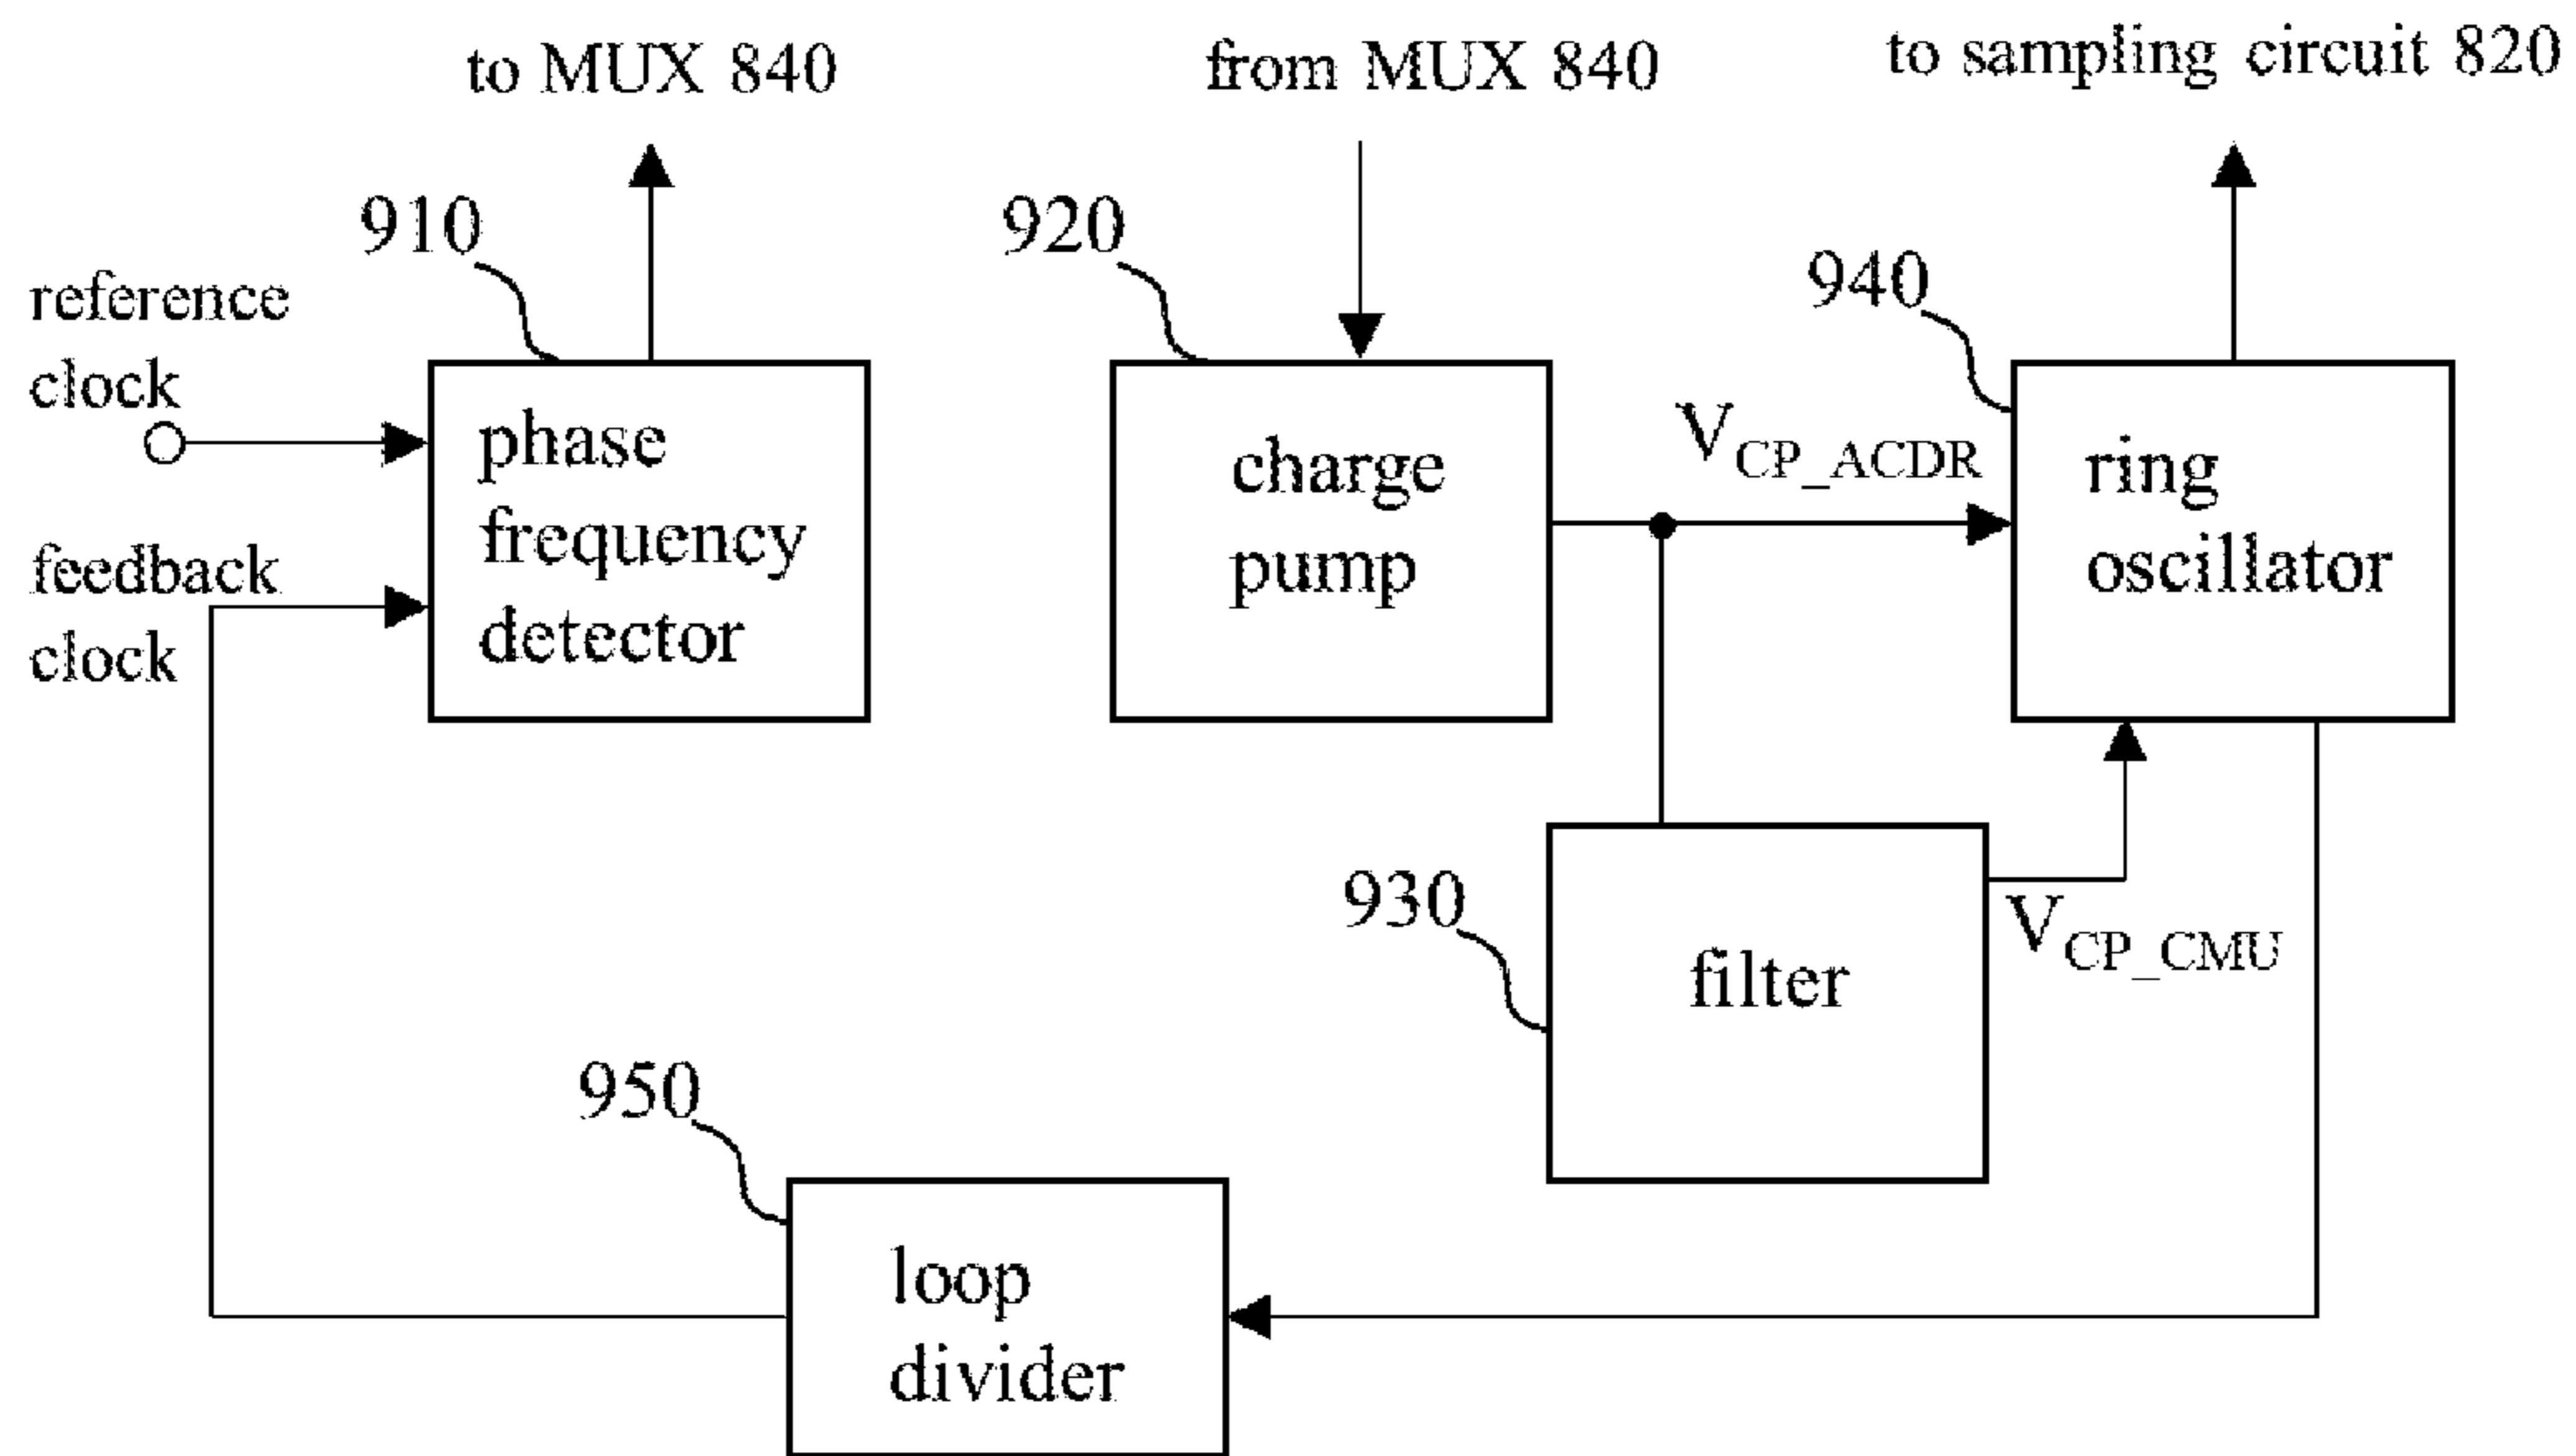 to MUX 840
from MUX 840
to sampling circuit 820
910
920
940
reference
clock
feedback
clock
phase
frequency
detector
charge
pump
V_CP_ACDR
ring
oscillator
930
filter
V_CP_CMU
950
loop
divider